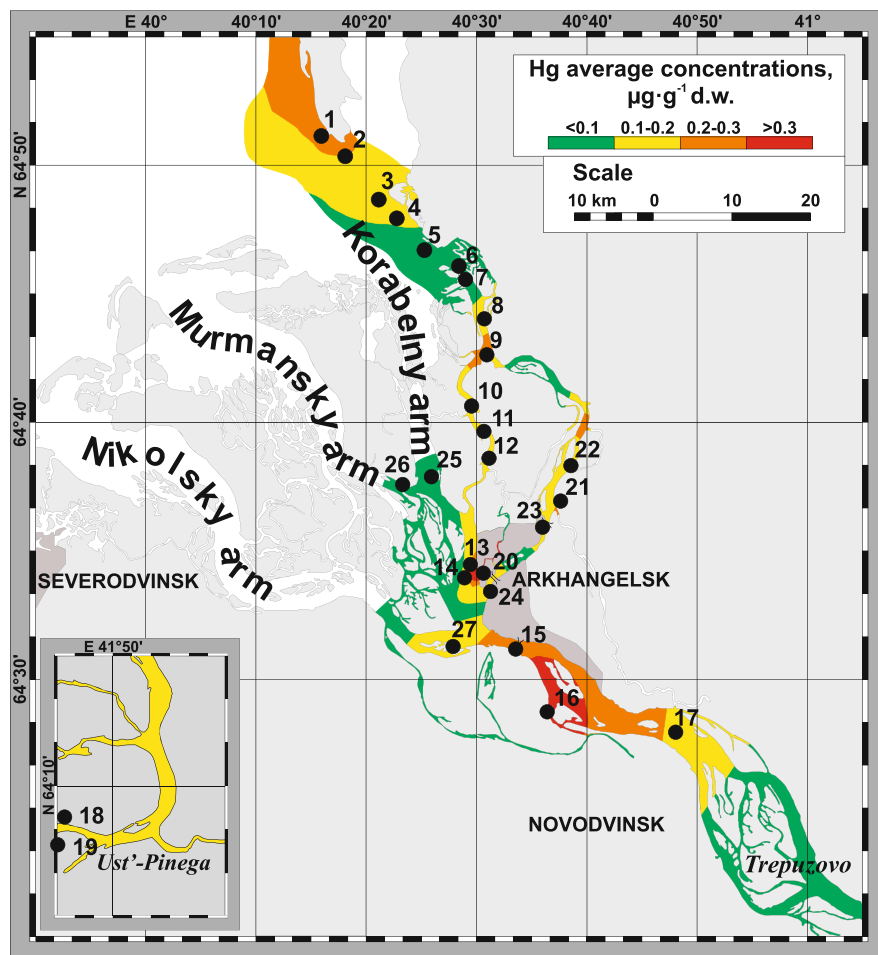 E 40° 40°20' 40°30' 40°40' 40°50' 41°
Hg average concentrations,
µg·g⁻¹ d.w.
<0.1 0.1-0.2 0.2-0.3 >0.3
Scale
10 km 0 10 20
N 64°50'
64°40'
64°30'
1
2
3
4
5
6
7
8
9
10
11
12
22
21
23
25
26
13
14
20
24
27
15
16
17
Korabelny arm
Murmansky arm
Nikolsky arm
SEVERODVINSK
ARKHANGELSK
NOVODVINSK
Trepuzovo
E 41°50'
N 64°10'
18
19
Ust'-Pinega